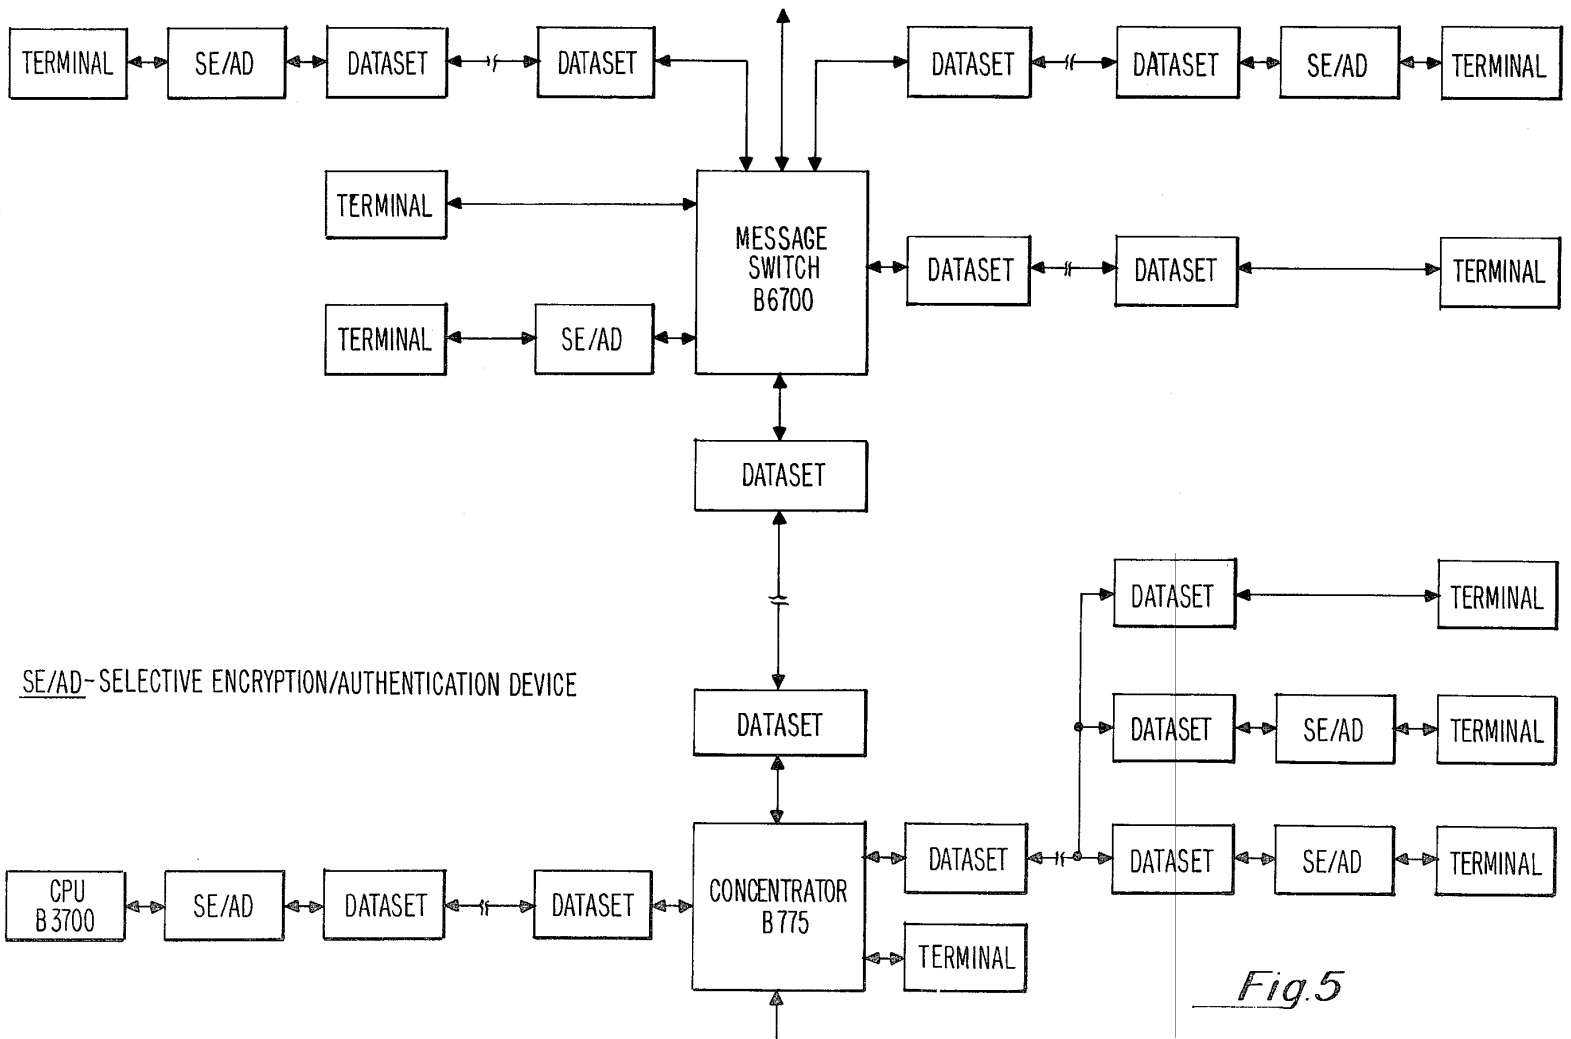 TERMINAL SE/AD DATASET DATASET DATASET DATASET SE/AD TERMINAL
TERMINAL
MESSAGE
SWITCH
B6700
DATASET DATASET TERMINAL
TERMINAL SE/AD
DATASET
DATASET TERMINAL
SE/AD-SELECTIVE ENCRYPTION/AUTHENTICATION DEVICE
DATASET
DATASET SE/AD TERMINAL
CPU
B3700
SE/AD DATASET DATASET
CONCENTRATOR
B775
DATASET DATASET SE/AD TERMINAL
TERMINAL
Fig.5